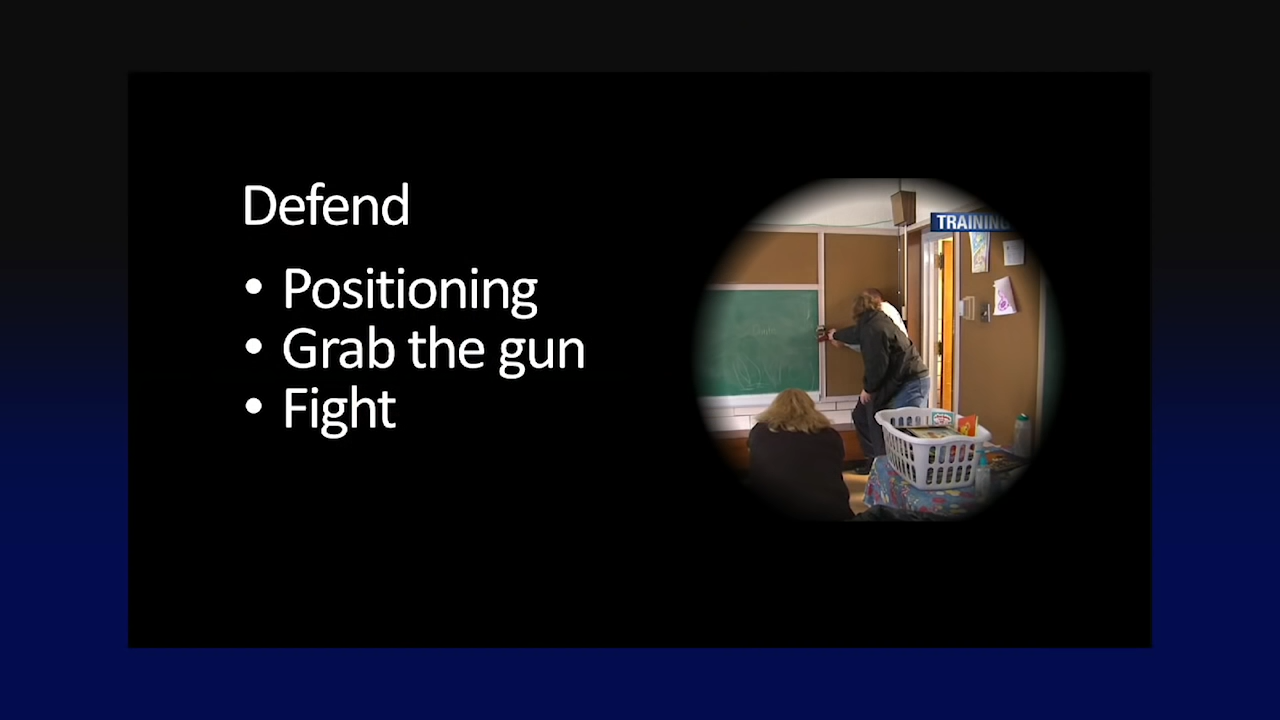 Defend
• Positioning
• Grab the gun
• Fight
TRAINING